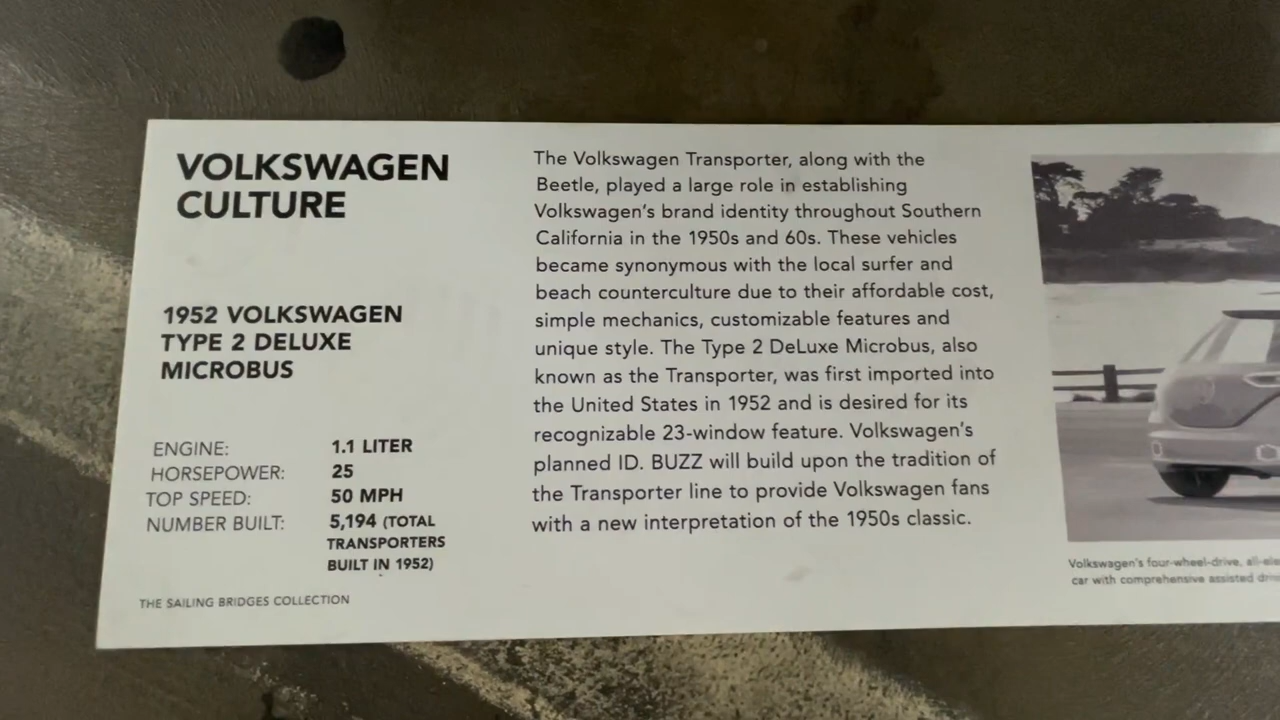 VOLKSWAGEN
CULTURE
1952 VOLKSWAGEN
TYPE 2 DELUXE
MICROBUS
ENGINE: 1.1 LITER
HORSEPOWER: 25
TOP SPEED: 50 MPH
NUMBER BUILT: 5,194 (TOTAL
TRANSPORTERS
BUILT IN 1952)
THE SAILING BRIDGES COLLECTION
The Volkswagen Transporter, along with the
Beetle, played a large role in establishing
Volkswagen's brand identity throughout Southern
California in the 1950s and 60s. These vehicles
became synonymous with the local surfer and
beach counterculture due to their affordable cost,
simple mechanics, customizable features and
unique style. The Type 2 DeLuxe Microbus, also
known as the Transporter, was first imported into
the United States in 1952 and is desired for its
recognizable 23-window feature. Volkswagen's
planned ID. BUZZ will build upon the tradition of
the Transporter line to provide Volkswagen fans
with a new interpretation of the 1950s classic.
Volkswagen's four-wheel-drive,
car with comprehensive assisted